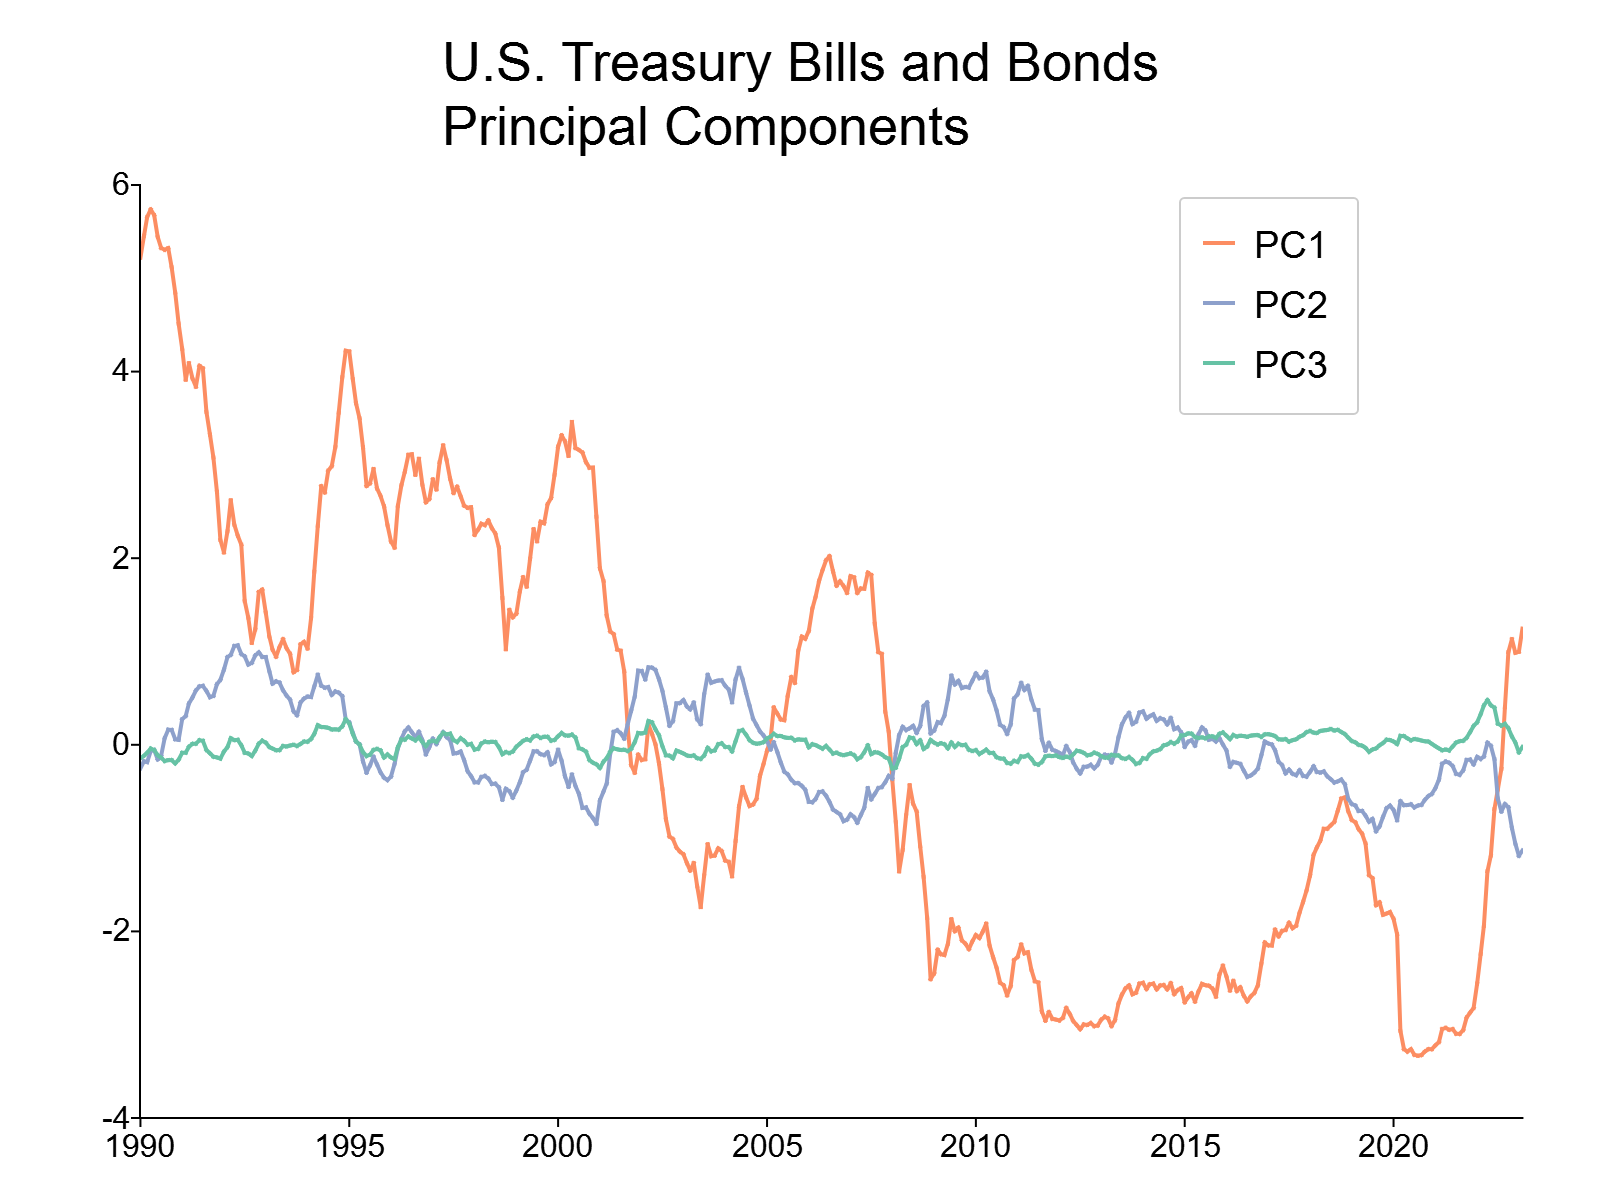 U.S. Treasury Bills and Bonds
Principal Components
6
4
2
0
-2
-4
PC1
PC2
PC3
1990 1995 2000 2005 2010 2015 2020